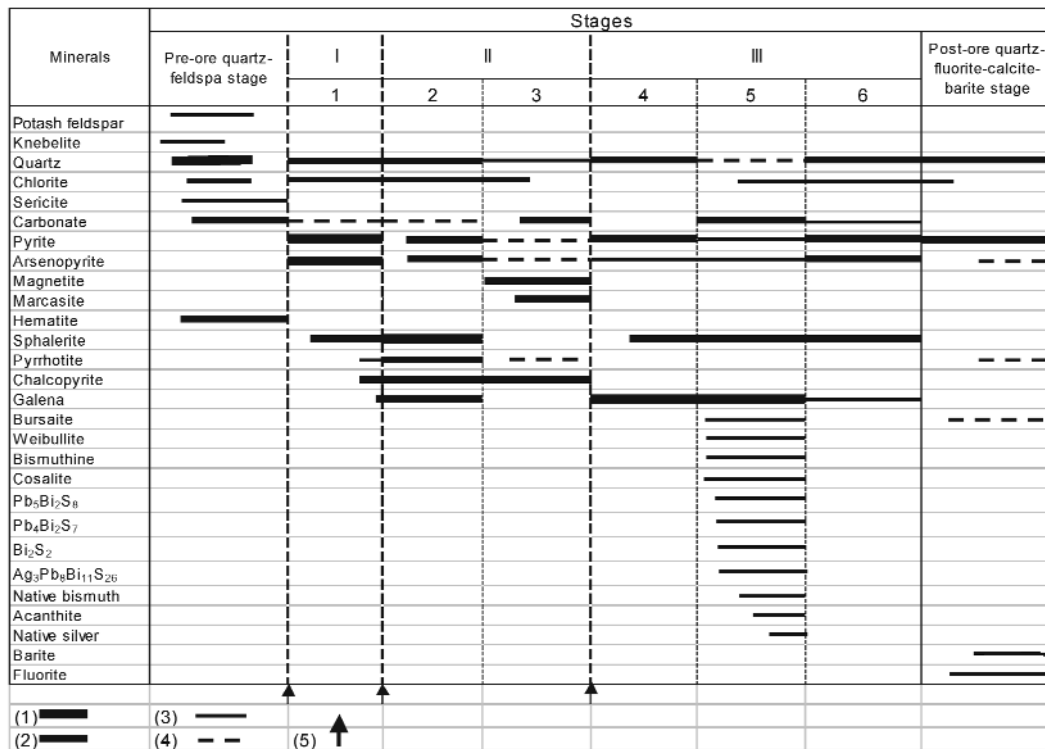 Stages
Minerals
Pre-ore quartz-
feldspa stage
I
II
III
Post-ore quartz-
fluorite-calcite-
barite stage
1
2
3
4
5
6
Potash feldspar
Knebelite
Quartz
Chlorite
Sericite
Carbonate
Pyrite
Arsenopyrite
Magnetite
Marcasite
Hematite
Sphalerite
Pyrrhotite
Chalcopyrite
Galena
Bursaite
Weibullite
Bismuthine
Cosalite
Pb₅Bi₂S₈
Pb₄Bi₂S₇
Bi₂S₂
Ag₃Pb₈Bi₁₁S₂₆
Native bismuth
Acanthite
Native silver
Barite
Fluorite
(1) (3)
(2) (4) (5)